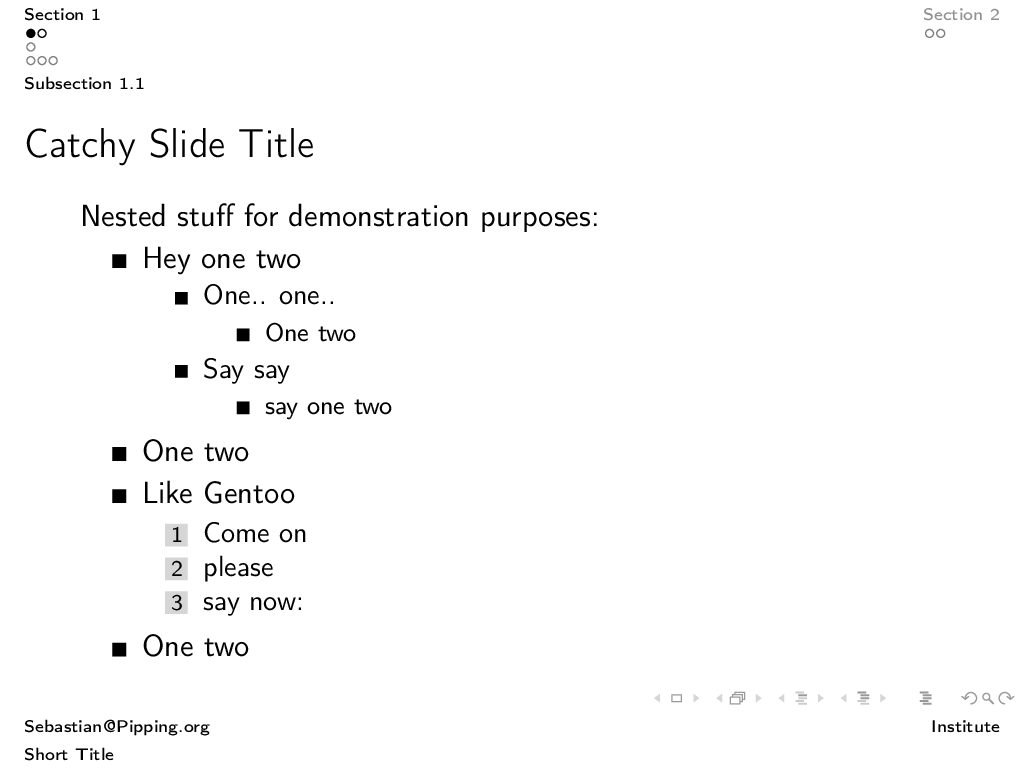 Section 1
Section 2
Subsection 1.1
Catchy Slide Title
Nested stuff for demonstration purposes:
Hey one two
One.. one..
One two
Say say
say one two
One two
Like Gentoo
1 Come on
2 please
3 say now:
One two
Sebastian@Pipping.org
Institute
Short Title